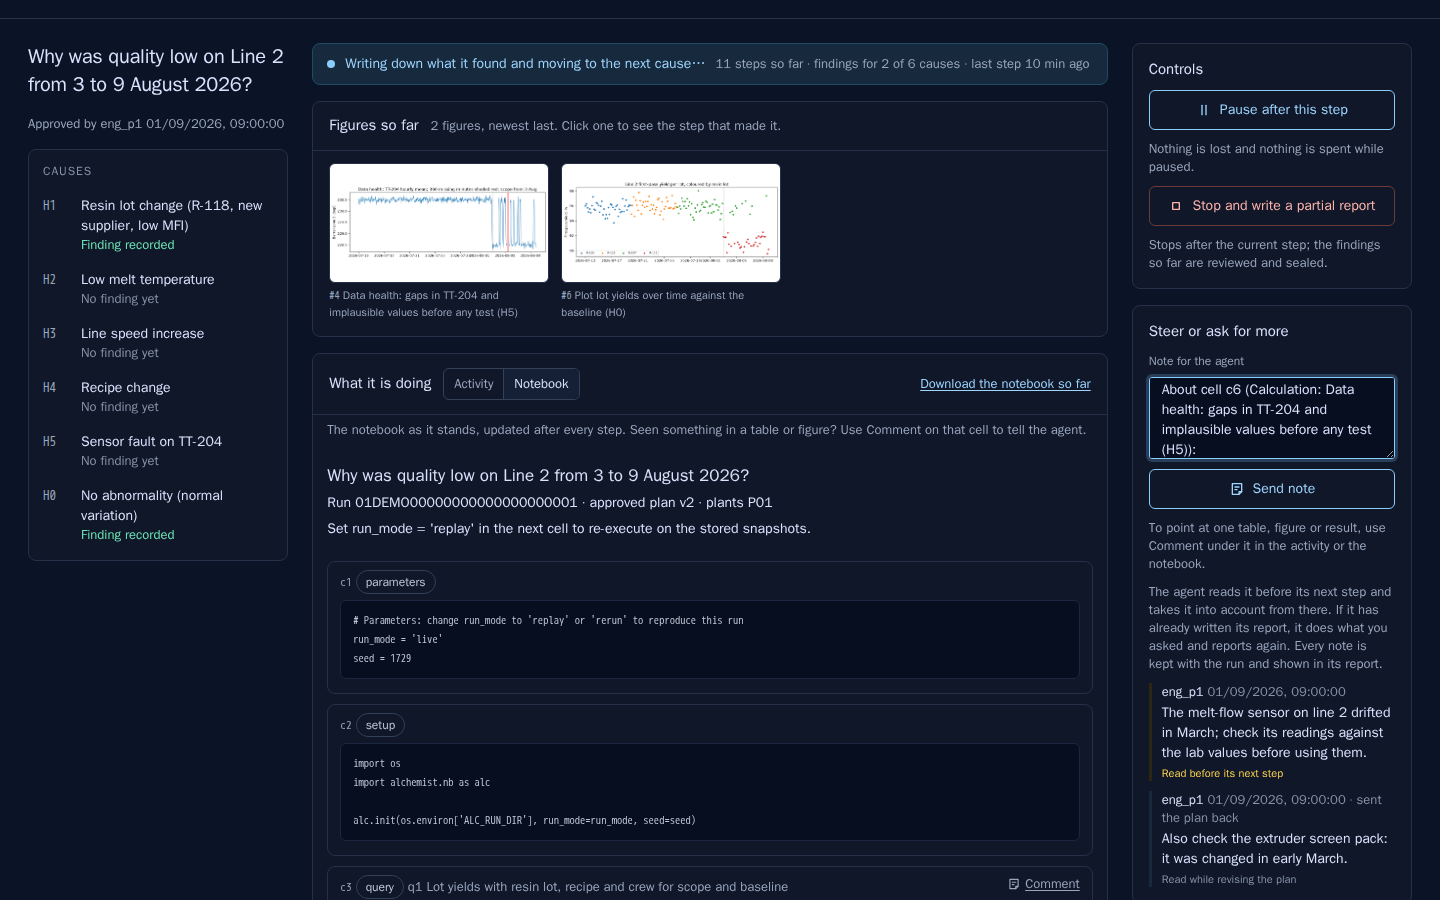 Why was quality low on Line 2
from 3 to 9 August 2026?
Approved by eng_p1 01/09/2026, 09:00:00
CAUSES
H1 Resin lot change (R-118, new
supplier, low MFI)
Finding recorded
H2 Low melt temperature
No finding yet
H3 Line speed increase
No finding yet
H4 Recipe change
No finding yet
H5 Sensor fault on TT-204
No finding yet
H0 No abnormality (normal
variation)
Finding recorded
Writing down what it found and moving to the next cause··· 11 steps so far · findings for 2 of 6 causes · last step 10 min ago
Figures so far 2 figures, newest last. Click one to see the step that made it.
#4 Data health: gaps in TT-204 and
implausible values before any test (H5)
Line 2 first-pass yield per lot, coloured by resin lot
#6 Plot lot yields over time against the
baseline (H0)
What it is doing Activity Notebook Download the notebook so far
The notebook as it stands, updated after every step. Seen something in a table or figure? Use Comment on that cell to tell the agent.
Why was quality low on Line 2 from 3 to 9 August 2026?
Run 01DEMO00000000000000000001 · approved plan v2 · plants P01
Set run_mode = 'replay' in the next cell to re-execute on the stored snapshots.
c1 parameters
# Parameters: change run_mode to 'replay' or 'rerun' to reproduce this run
run_mode = 'live'
seed = 1729
c2 setup
import os
import alchemist.nb as alc
alc.init(os.environ['ALC_RUN_DIR'], run_mode=run_mode, seed=seed)
c3 query q1 Lot yields with resin lot, recipe and crew for scope and baseline Comment
Controls
Pause after this step
Nothing is lost and nothing is spent while
paused.
Stop and write a partial report
Stops after the current step; the findings
so far are reviewed and sealed.
Steer or ask for more
Note for the agent
About cell c6 (Calculation: Data
health: gaps in TT-204 and
implausible values before any test
(H5)):
Send note
To point at one table, figure or result, use
Comment under it in the activity or the
notebook.
The agent reads it before its next step and
takes it into account from there. If it has
already written its report, it does what you
asked and reports again. Every note is
kept with the run and shown in its report.
eng_p1 01/09/2026, 09:00:00
The melt-flow sensor on line 2 drifted
in March; check its readings against
the lab values before using them.
Read before its next step
eng_p1 01/09/2026, 09:00:00 · sent
the plan back
Also check the extruder screen pack:
it was changed in early March.
Read while revising the plan